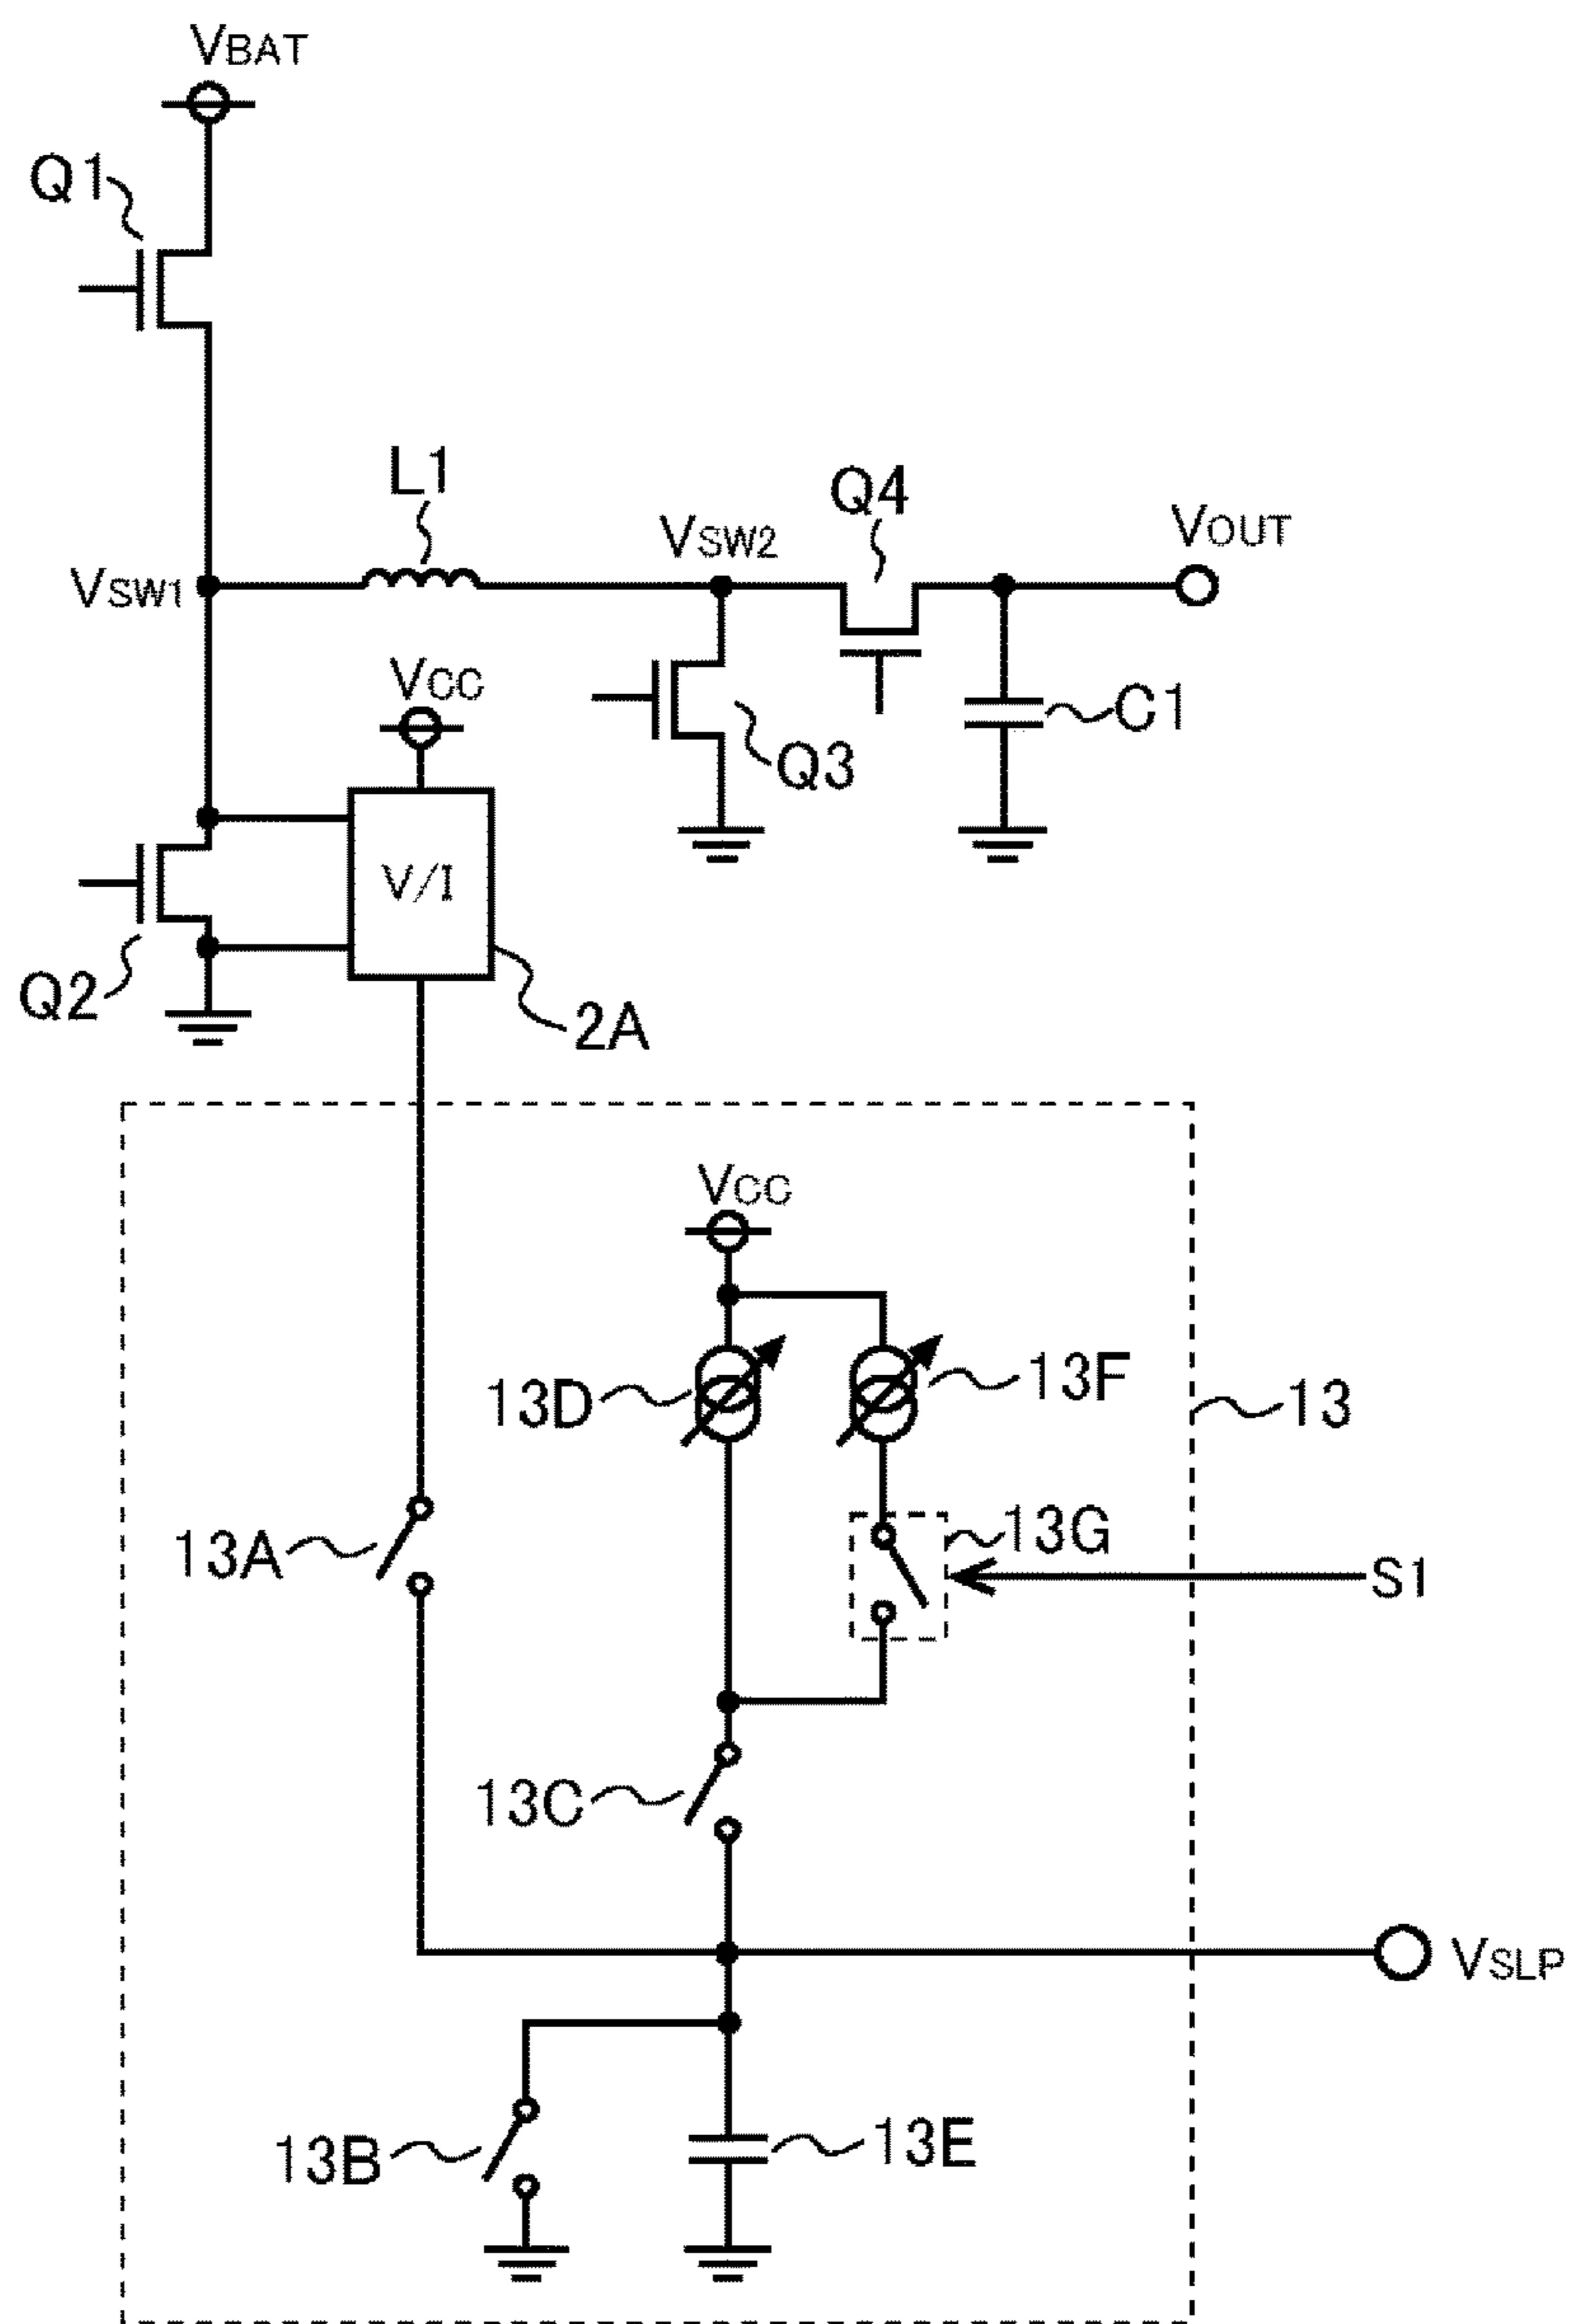 VBAT
Q1
L1
Q4
VSW2
VOUT
VSW1
VCC
C1
Q3
V/I
Q2
2A
VCC
13D
13F
13
13G
13A
S1
13C
VSLP
13B
13E